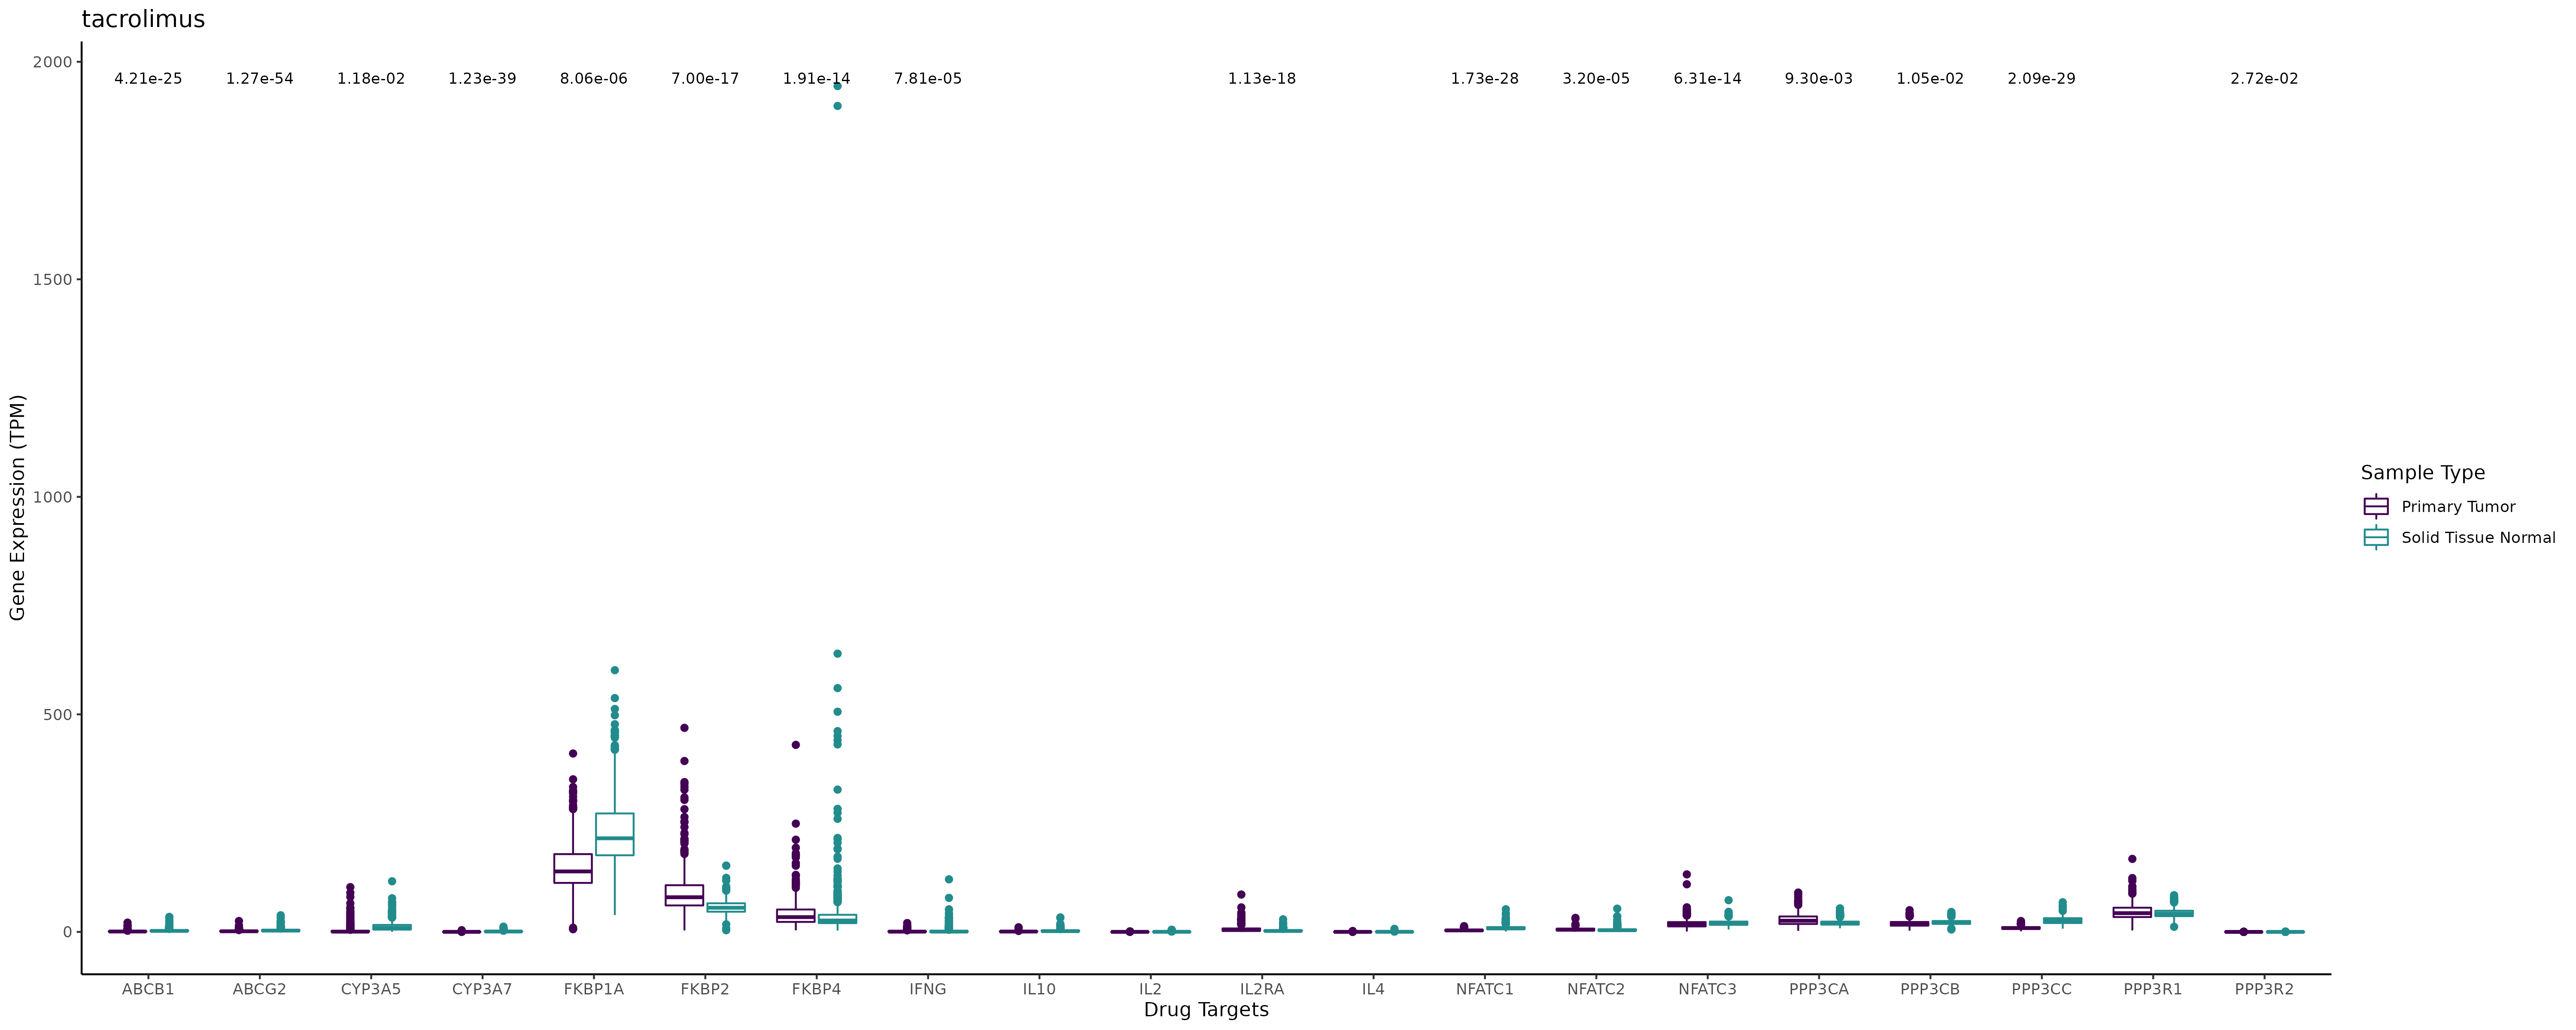 tacrolimus
2000
4.21e-25 1.27e-54 1.18e-02 1.23e-39 8.06e-06 7.00e-17 1.91e-14 7.81e-05 1.13e-18 1.73e-28 3.20e-05 6.31e-14 9.30e-03 1.05e-02 2.09e-29 2.72e-02
1500
1000
500
0
Gene Expression (TPM)
Sample Type
Primary Tumor
Solid Tissue Normal
ABCB1 ABCG2 CYP3A5 CYP3A7 FKBP1A FKBP2 FKBP4 IFNG IL10 IL2 IL2RA IL4 NFATC1 NFATC2 NFATC3 PPP3CA PPP3CB PPP3CC PPP3R1 PPP3R2
Drug Targets